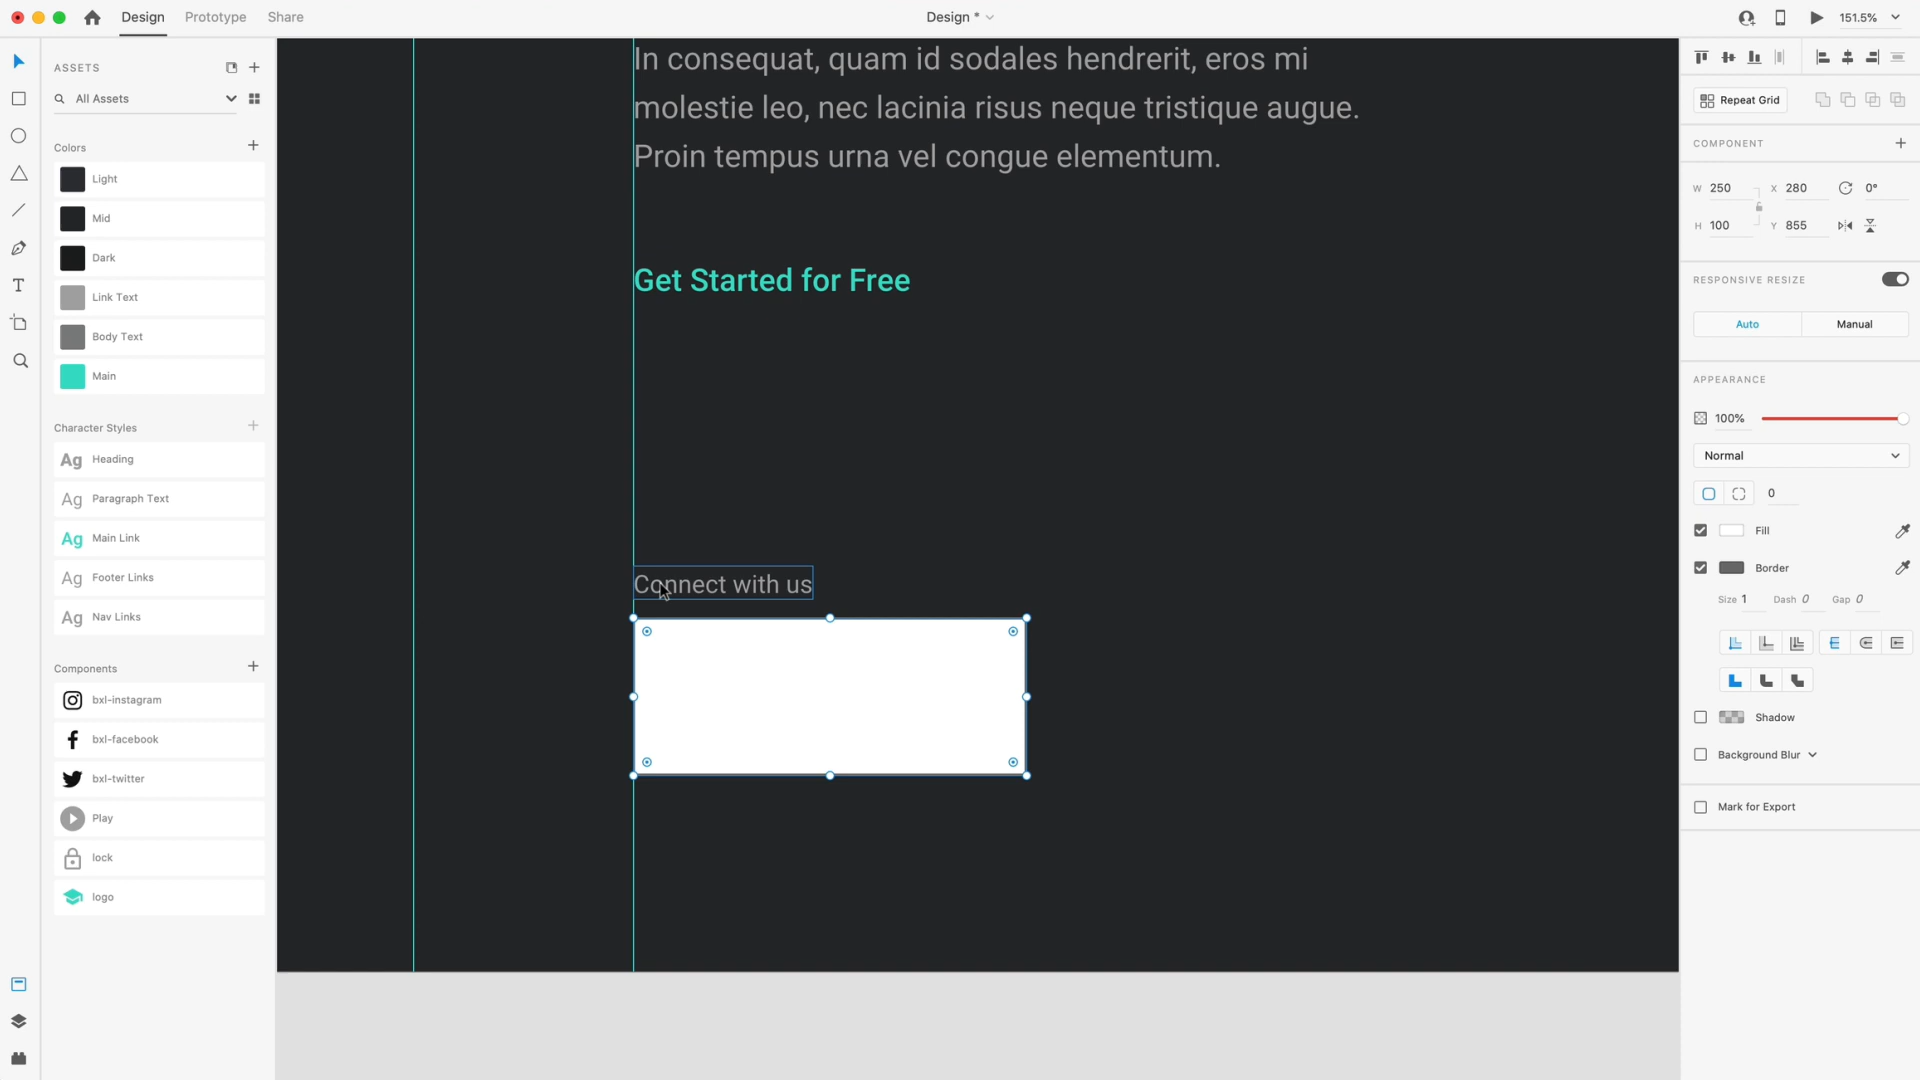 Design
Prototype
Share
Design *
151.5%
ASSETS
All Assets
Colors
Light
Mid
Dark
Link Text
Body Text
Main
Character Styles
Ag Heading
Ag Paragraph Text
Ag Main Link
Ag Footer Links
Ag Nav Links
Components
bxl-instagram
bxl-facebook
bxl-twitter
Play
lock
logo
In consequat, quam id sodales hendrerit, eros mi
molestie leo, nec lacinia risus neque tristique augue.
Proin tempus urna vel congue elementum.
Get Started for Free
Connect with us
Repeat Grid
COMPONENT
W 250 X 280 0°
H 100 Y 855
RESPONSIVE RESIZE
Auto Manual
APPEARANCE
100%
Normal
0
Fill
Border
Size 1 Dash 0 Gap 0
Shadow
Background Blur
Mark for Export